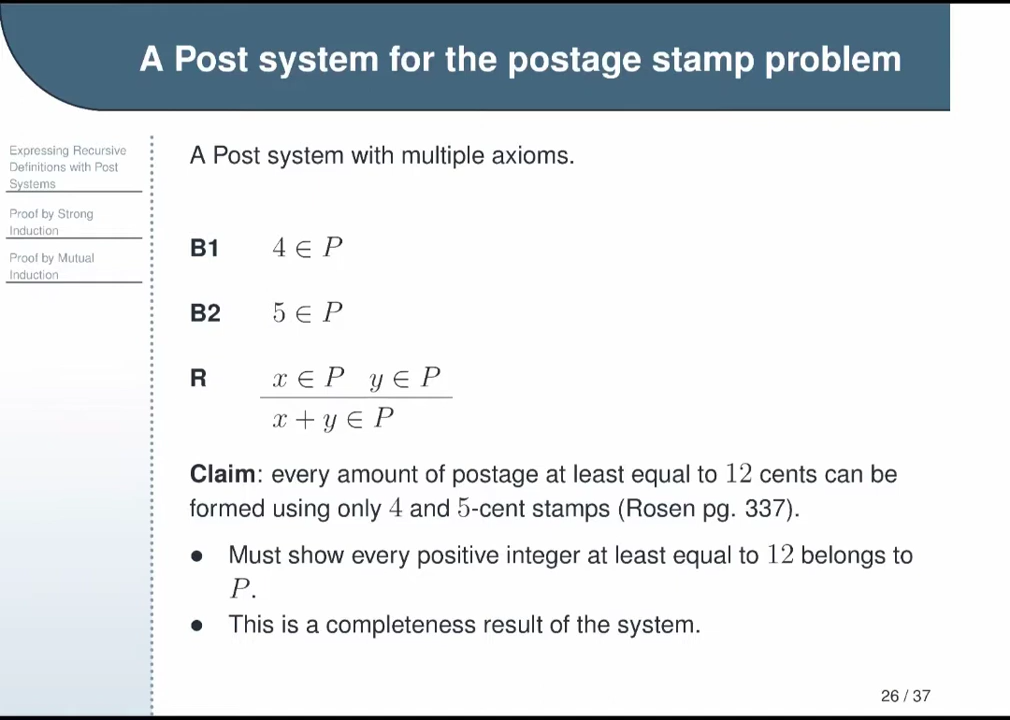 A Post system for the postage stamp problem
Expressing Recursive
Definitions with Post
Systems
Proof by Strong
Induction
Proof by Mutual
Induction
A Post system with multiple axioms.
B1 4 ∈ P
B2 5 ∈ P
R x ∈ P y ∈ P
x + y ∈ P
Claim: every amount of postage at least equal to 12 cents can be
formed using only 4 and 5-cent stamps (Rosen pg. 337).
• Must show every positive integer at least equal to 12 belongs to
P.
• This is a completeness result of the system.
26 / 37